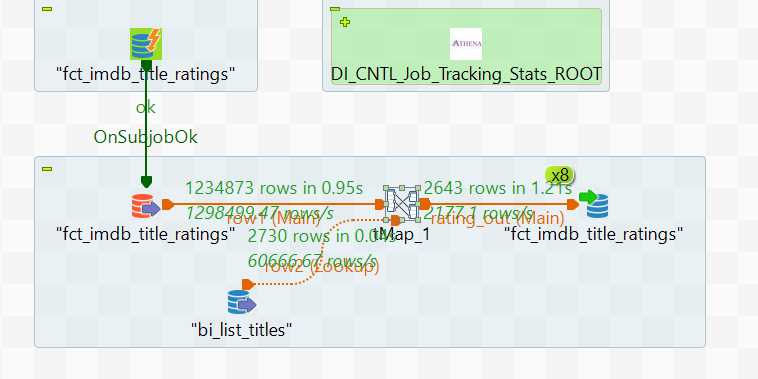 ATHENA
"fct_imdb_title_ratings"
DI_CNTL_Job_Tracking_Stats_ROOT
ok
OnSubjobOk
x8
1234873 rows in 0.95s
2643 rows in 1.21s
1298499.47 rows/s
row1 (Main)
2177.1 rows/s
rating_out (Main)
"fct_imdb_title_ratings"
2730 rows in 0.04s
tMap_1
"fct_imdb_title_ratings"
60666.67 rows/s
row2 (Lookup)
"bi_list_titles"